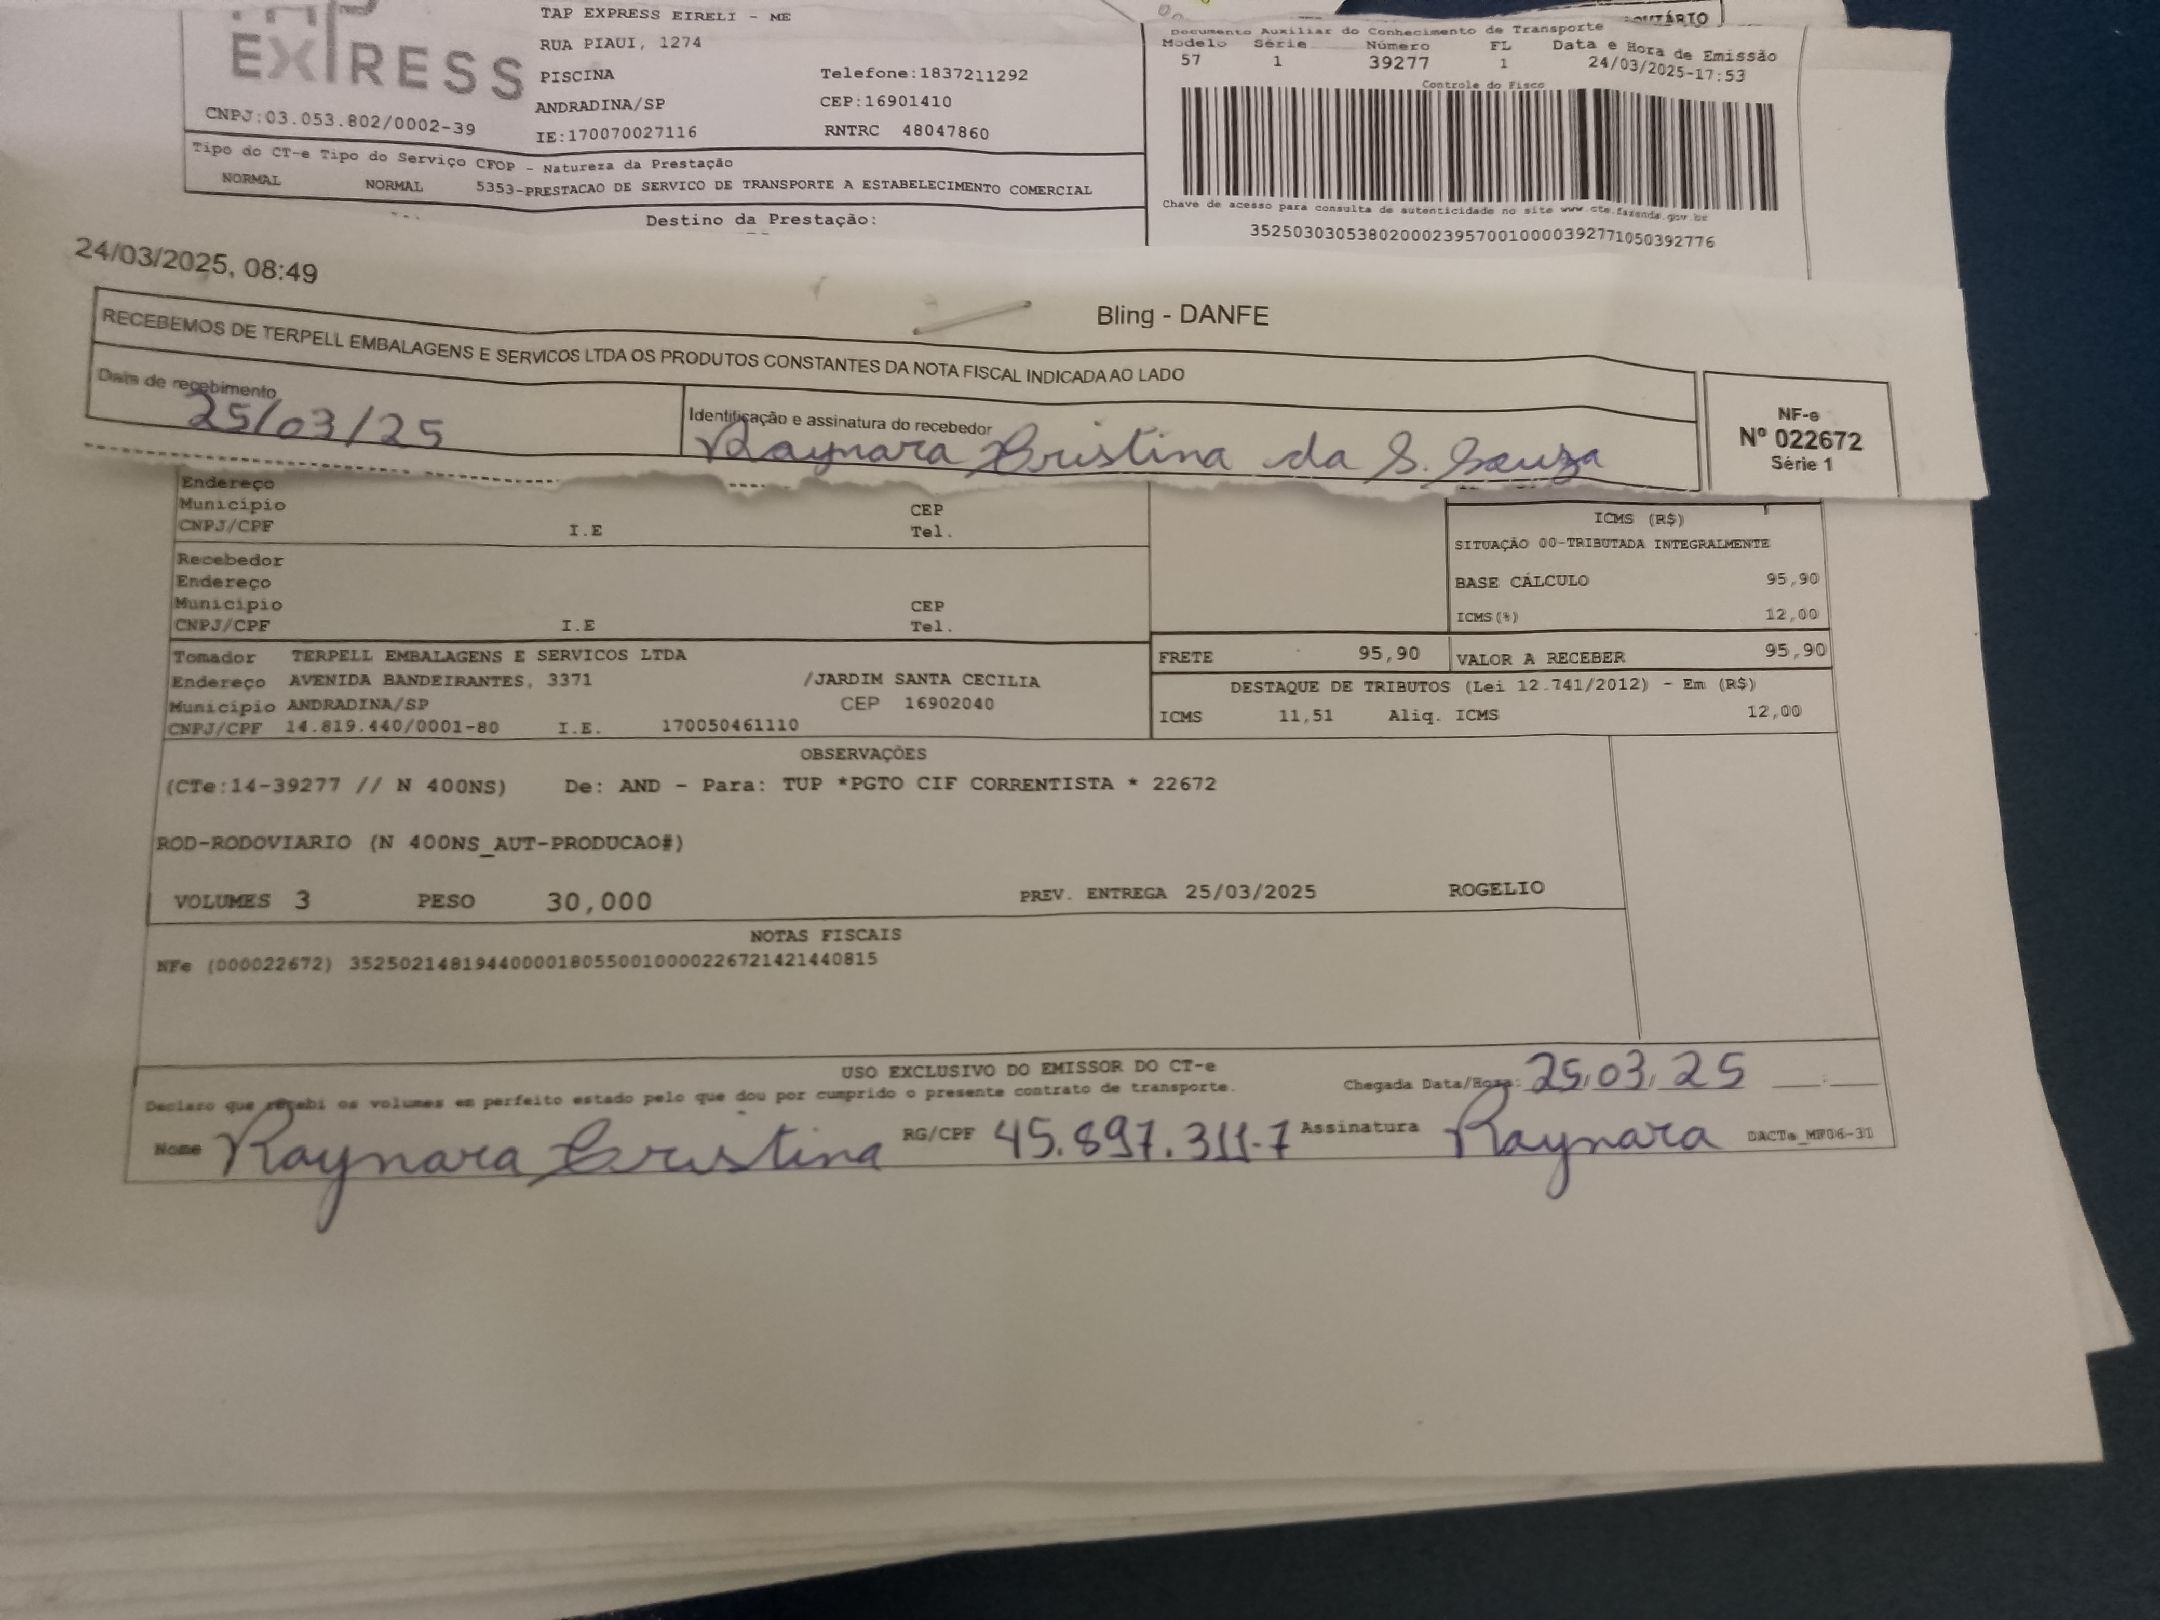 EXPRESS
CNPJ:03.053.802/0002-39
TAP EXPRESS EIRELI - ME
RUA PIAUI, 1274
PISCINA Telefone:1837211292
ANDRADINA/SP CEP:16901410
IE:170070027116 RNTRC 48047860
Tipo do CT-e Tipo do Serviço CFOP - Natureza da Prestação
NORMAL NORMAL 5353-PRESTACAO DE SERVICO DE TRANSPORTE A ESTABELECIMENTO COMERCIAL
Destino da Prestação:
Documento Auxiliar do Conhecimento de Transporte
Modelo Série Número FL Data e Hora de Emissão
57 1 39277 1 24/03/2025-17:53
Controle do Fisco
Chave de acesso para consulta de autenticidade no site www.cte.fazenda.gov.br
35250303053802000239570010000392771050392776
24/03/2025, 08:49
Bling - DANFE
RECEBEMOS DE TERPELL EMBALAGENS E SERVICOS LTDA OS PRODUTOS CONSTANTES DA NOTA FISCAL INDICADA AO LADO
Data de recebimento
25/03/25
Identificação e assinatura do recebedor
Raynara Cristina da S. Souza
NF-e
Nº 022672
Série 1
Endereço
Município CEP
CNPJ/CPF I.E Tel.
Recebedor
Endereço
Município CEP
CNPJ/CPF I.E Tel.
ICMS (R$)
SITUAÇÃO 00-TRIBUTADA INTEGRALMENTE
BASE CÁLCULO 95,90
ICMS(%) 12,00
Tomador TERPELL EMBALAGENS E SERVICOS LTDA
Endereço AVENIDA BANDEIRANTES, 3371 /JARDIM SANTA CECILIA
Município ANDRADINA/SP CEP 16902040
CNPJ/CPF 14.819.440/0001-80 I.E. 170050461110
FRETE 95,90 VALOR A RECEBER 95,90
DESTAQUE DE TRIBUTOS (Lei 12.741/2012) - Em (R$)
ICMS 11,51 Aliq. ICMS 12,00
OBSERVAÇÕES
(CTe:14-39277 // N 400NS) De: AND - Para: TUP *PGTO CIF CORRENTISTA * 22672
ROD-RODOVIARIO (N 400NS_AUT-PRODUCAO#)
VOLUMES 3 PESO 30,000 PREV. ENTREGA 25/03/2025 ROGELIO
NOTAS FISCAIS
NFe (000022672) 35250214819440000180550010000226721421440815
USO EXCLUSIVO DO EMISSOR DO CT-e
Declaro que recebi os volumes em perfeito estado pelo que dou por cumprido o presente contrato de transporte. Chegada Data/Hora: 25/03/25 ___:___
Nome Raynara Cristina RG/CPF 45.897.311-7 Assinatura Raynara DACTe_MF06-31